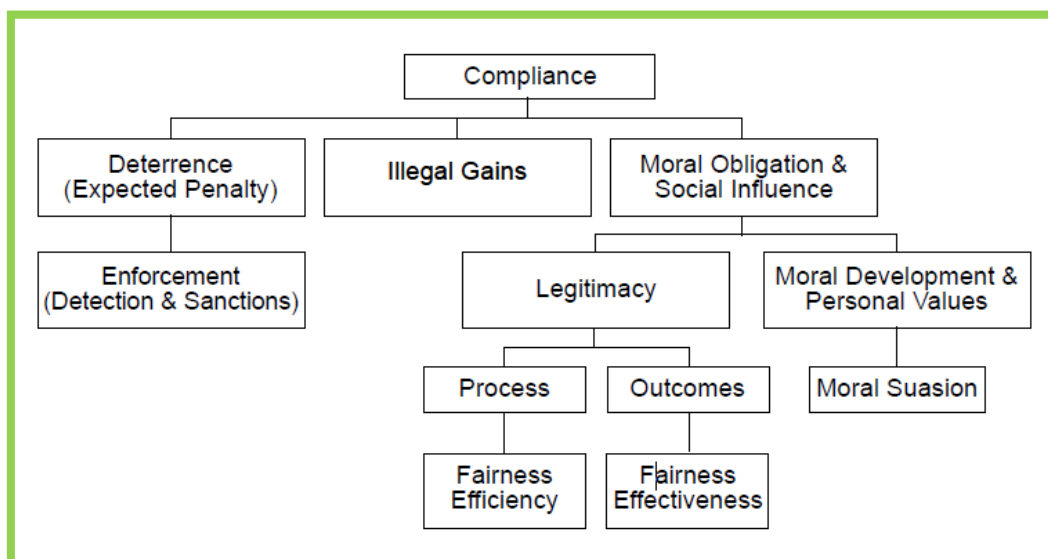 Compliance
Deterrence
(Expected Penalty)
Illegal Gains
Moral Obligation &
Social Influence
Enforcement
(Detection & Sanctions)
Legitimacy
Moral Development &
Personal Values
Process
Outcomes
Moral Suasion
Fairness
Efficiency
Fairness
Effectiveness